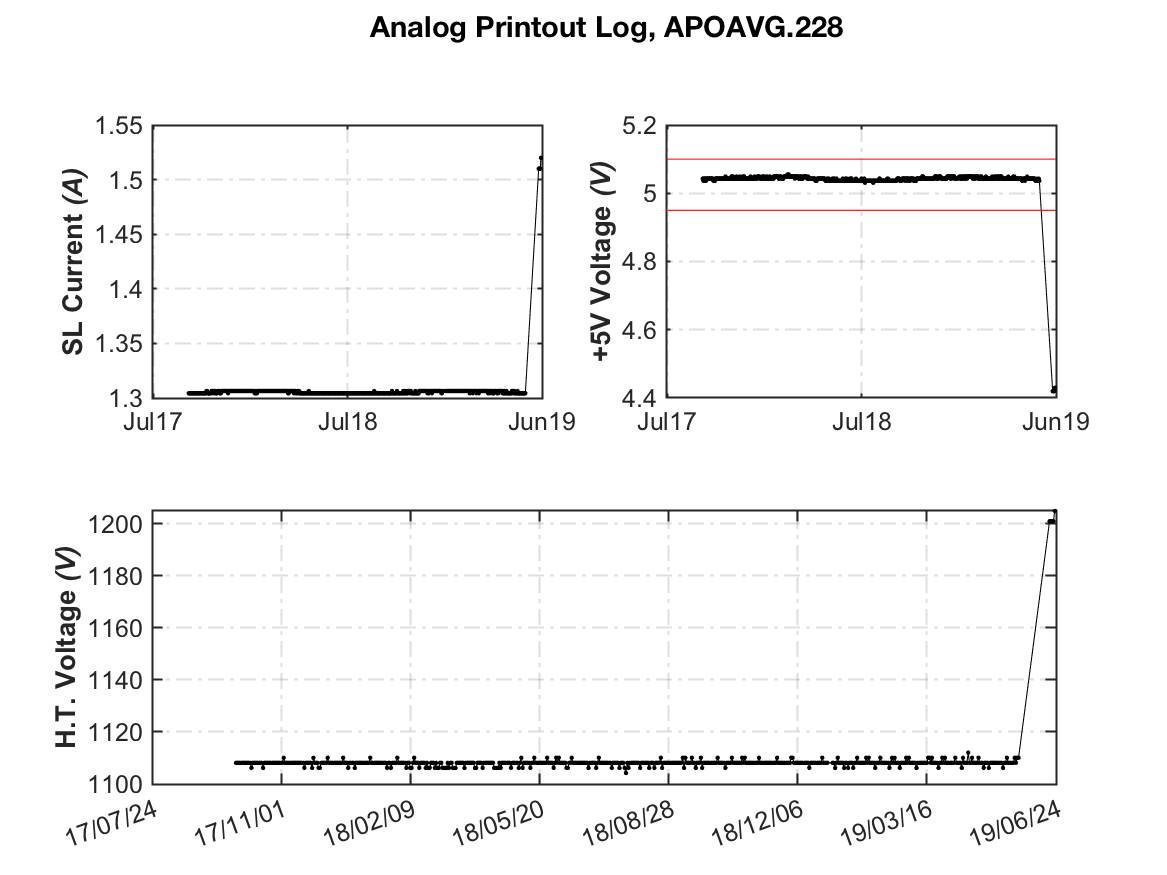 Analog Printout Log, APOAVG.228
SL Current (A)
1.55
1.5
1.45
1.4
1.35
1.3
Jul17
Jul18
Jun19
+5V Voltage (V)
5.2
5
4.8
4.6
4.4
Jul17
Jul18
Jun19
H.T. Voltage (V)
1200
1180
1160
1140
1120
1100
17/07/24
17/11/01
18/02/09
18/05/20
18/08/28
18/12/06
19/03/16
19/06/24